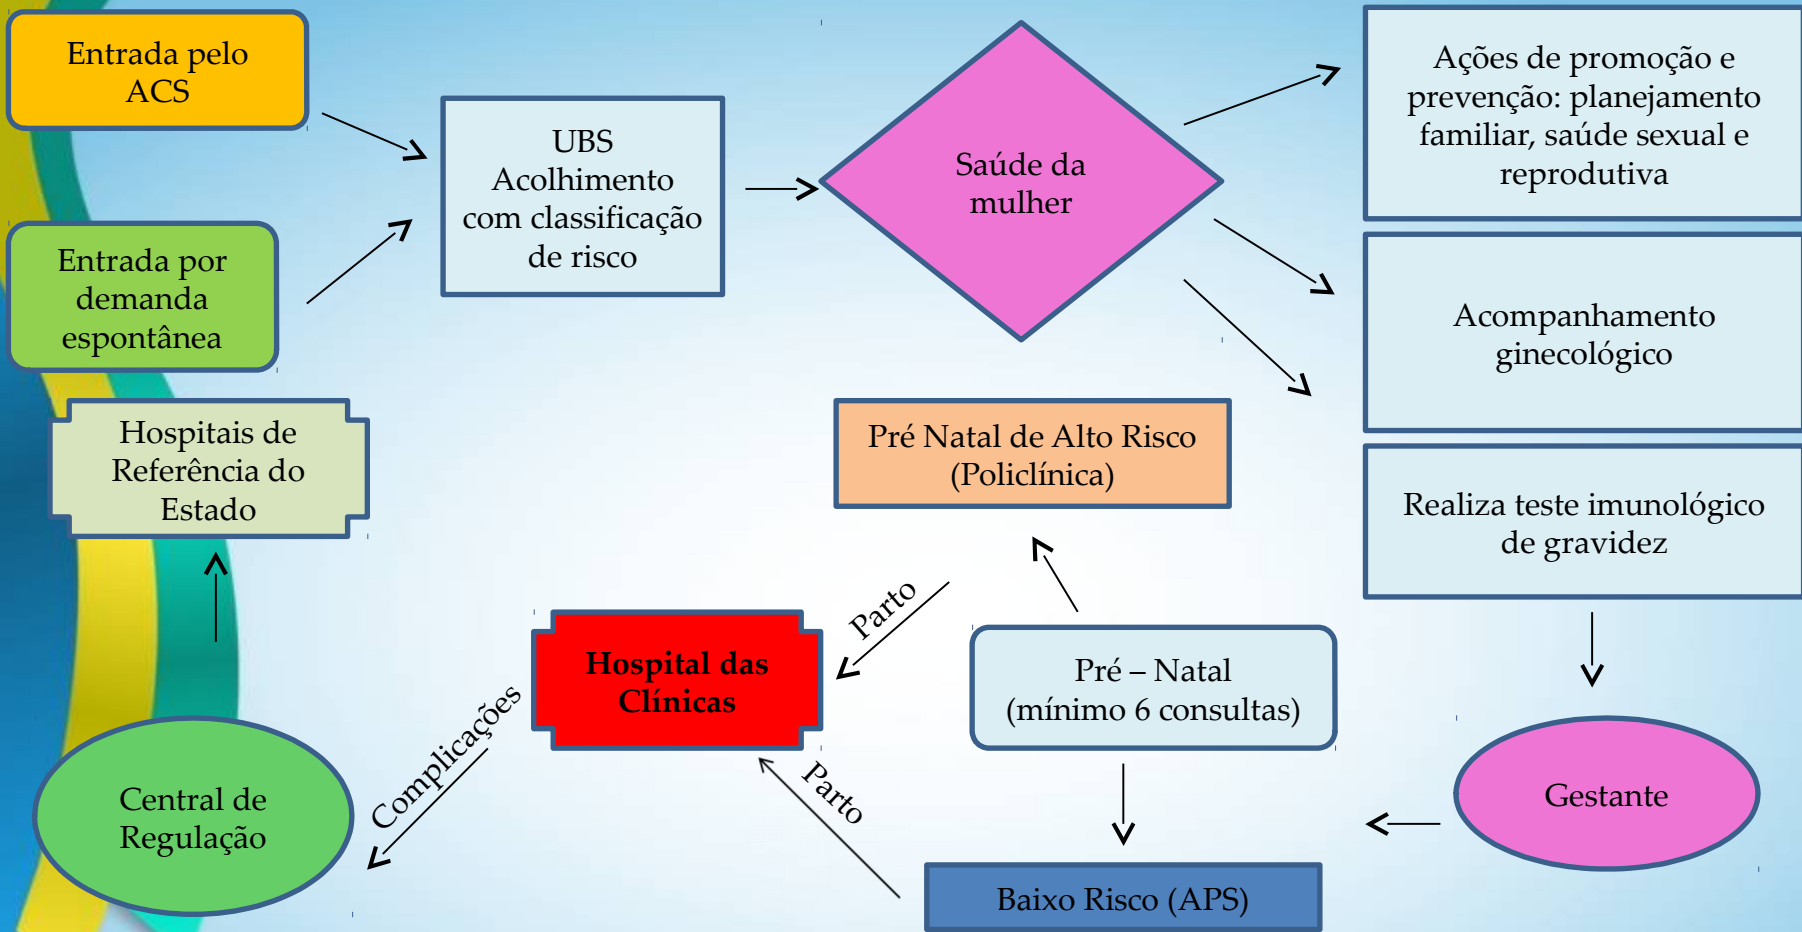 Entrada pelo
ACS
Entrada por
demanda
espontânea
UBS
Acolhimento
com classificação
de risco
Saúde da
mulher
Ações de promoção e
prevenção: planejamento
familiar, saúde sexual e
reprodutiva
Acompanhamento
ginecológico
Realiza teste imunológico
de gravidez
Gestante
Pré – Natal
(mínimo 6 consultas)
Pré Natal de Alto Risco
(Policlínica)
Baixo Risco (APS)
Parto
Parto
Hospital das
Clínicas
Complicações
Central de
Regulação
Hospitais de
Referência do
Estado